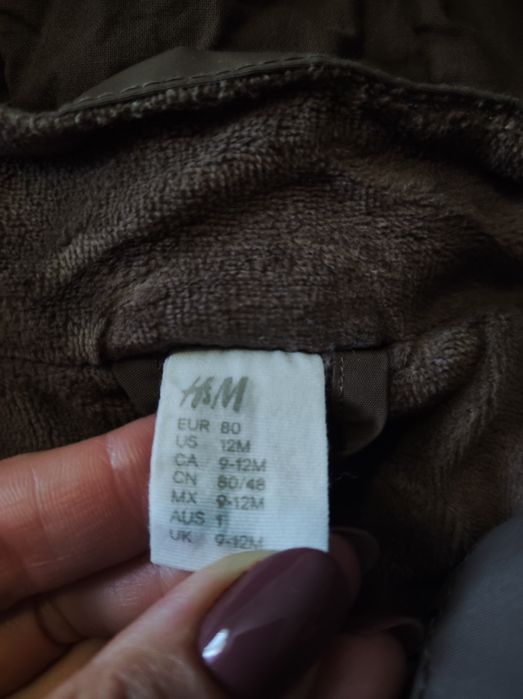 H&M
EUR 80
US 12M
CA 9-12M
CN 80/48
MX 9-12M
AUS 1
UK 9-12M